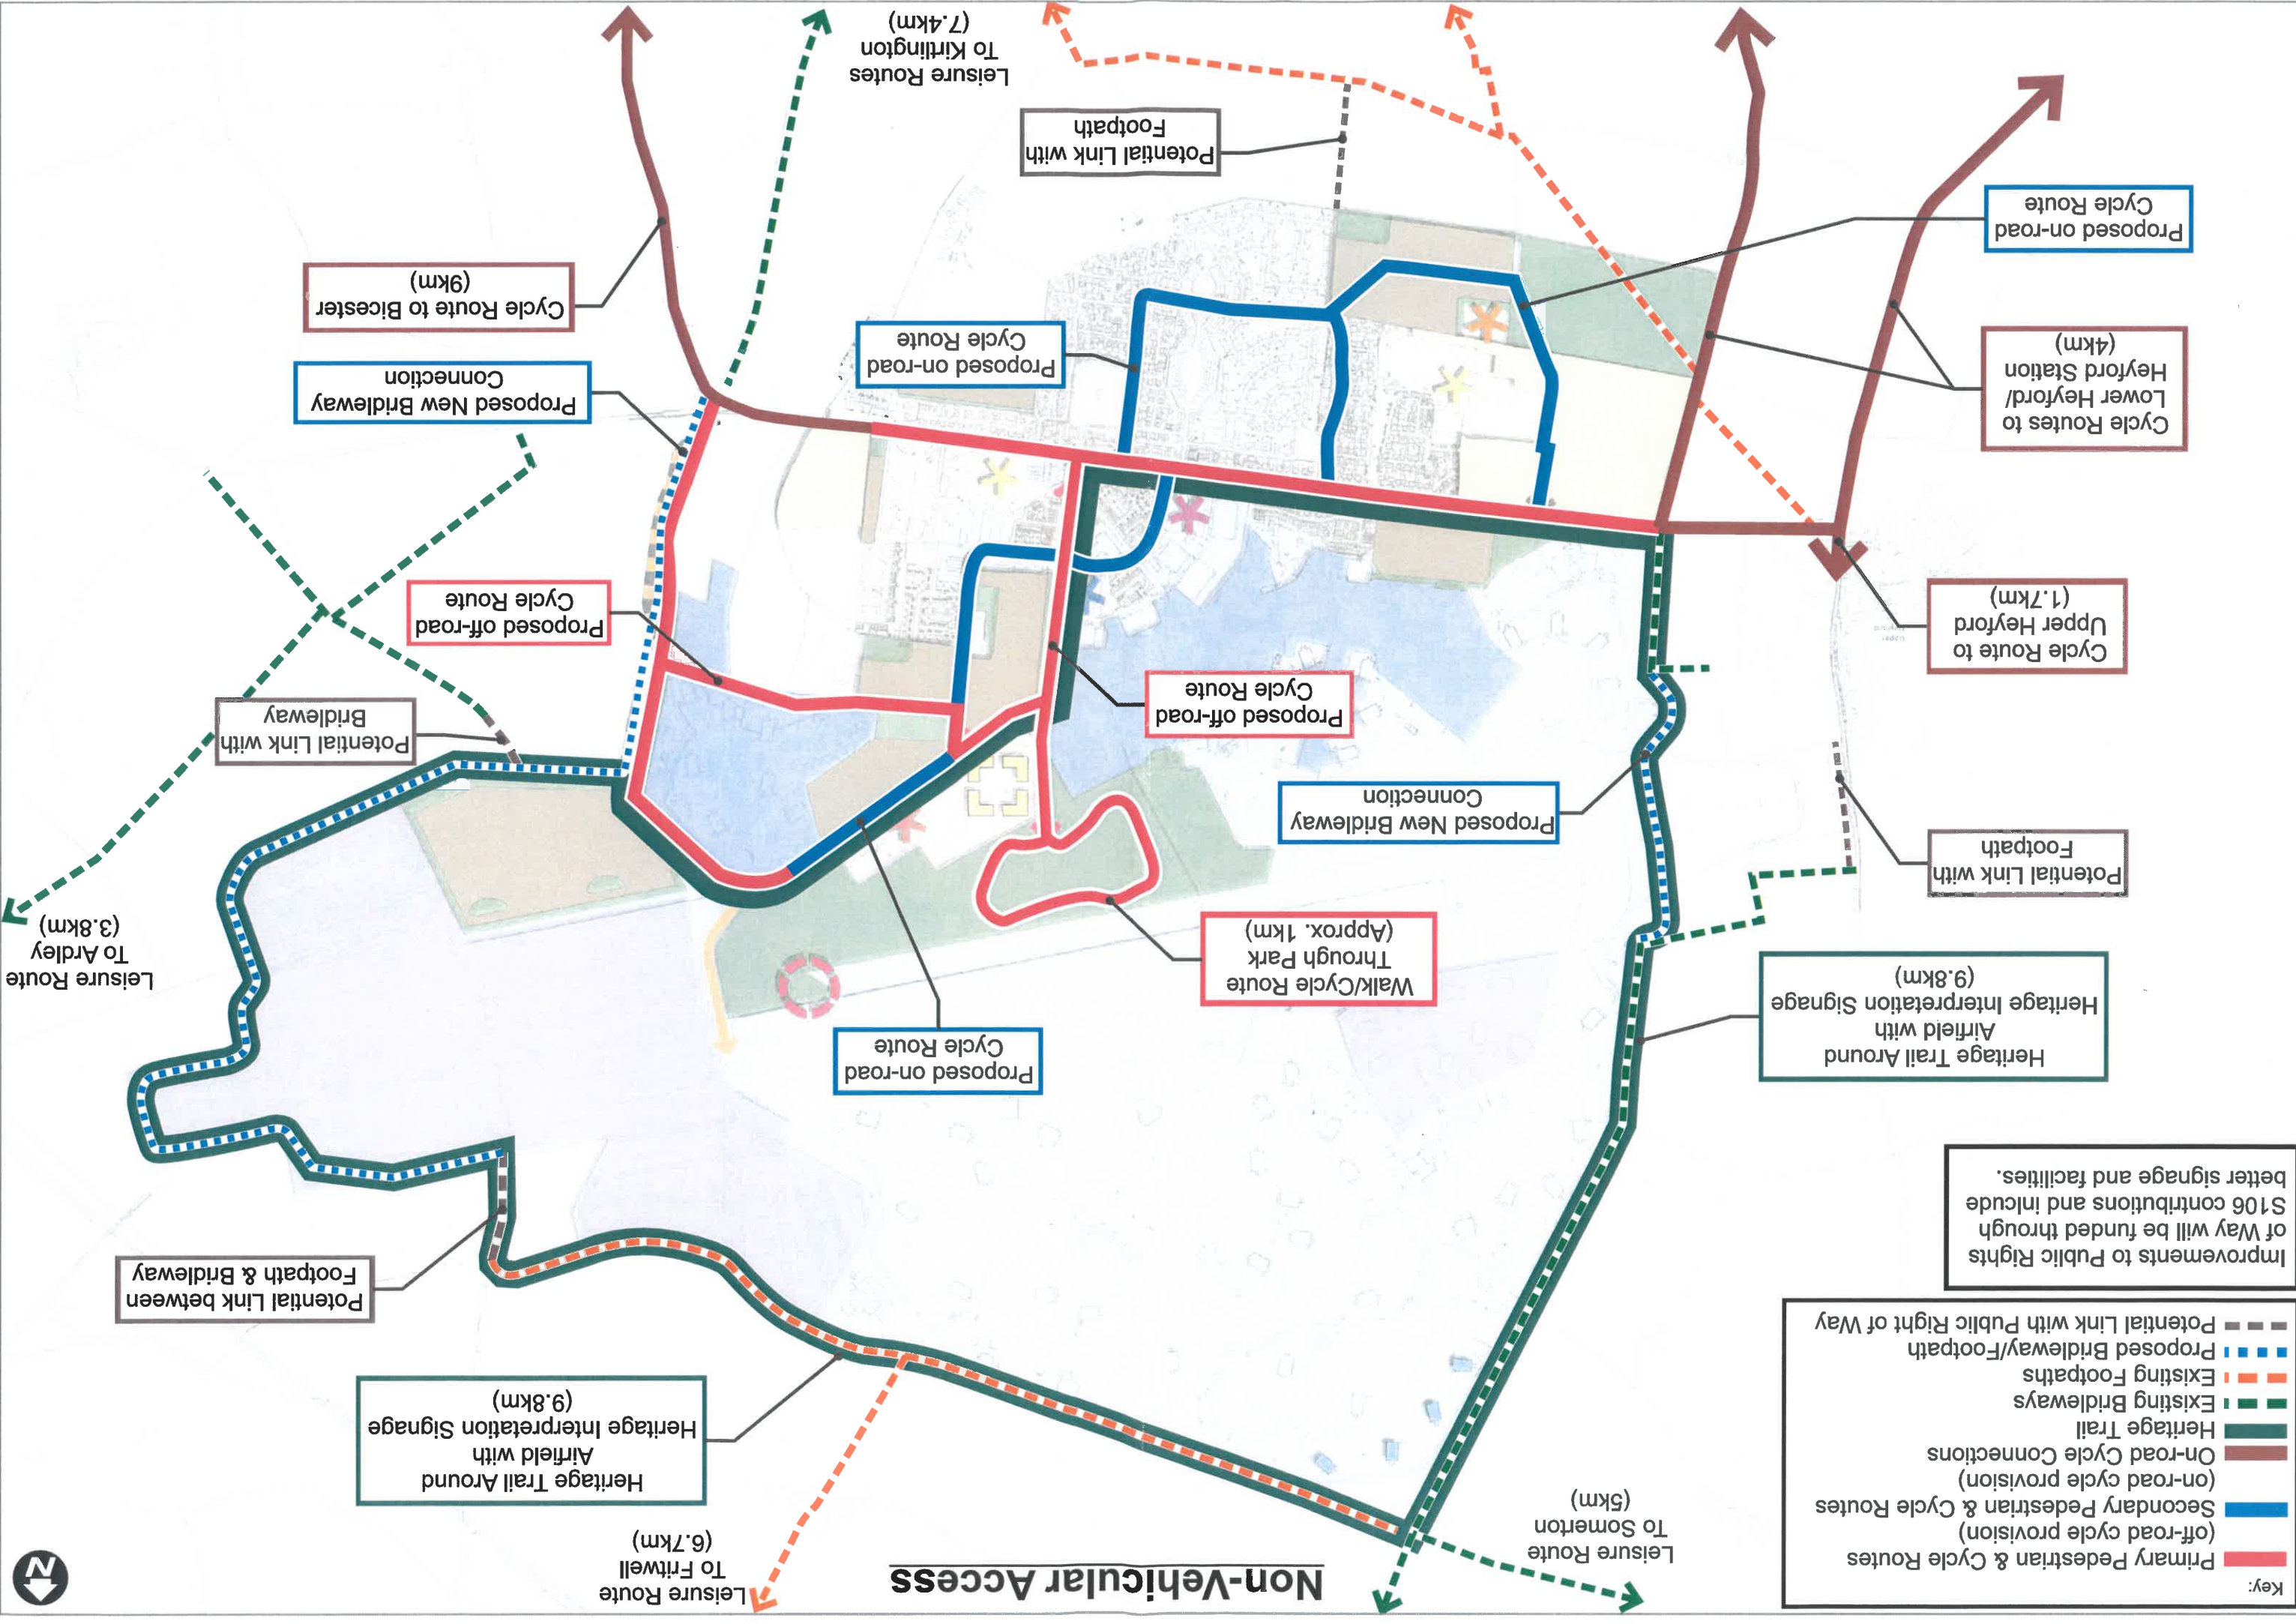 Key:
Primary Pedestrian & Cycle Routes
(off-road cycle provision)
Secondary Pedestrian & Cycle Routes
(on-road cycle provision)
On-road Cycle Connections
Heritage Trail
Existing Bridleways
Existing Footpaths
Proposed Bridleway/Footpath
Potential Link with Public Right of Way
Improvements to Public Rights
of Way will be funded through
S106 contributions and inlcude
better signage and facilities.
Non-Vehicular Access
N
Leisure Route
To Somerton
(5km)
Leisure Route
To Fritwell
(6.7km)
Heritage Trail Around
Airfield with
Heritage Interpretation Signage
(9.8km)
Potential Link between
Footpath & Bridleway
Heritage Trail Around
Airfield with
Heritage Interpretation Signage
(9.8km)
Proposed on-road
Cycle Route
Walk/Cycle Route
Through Park
(Approx. 1km)
Leisure Route
To Ardley
(3.8km)
Potential Link with
Footpath
Proposed New Bridleway
Connection
Potential Link with
Bridleway
Proposed off-road
Cycle Route
Cycle Route to
Upper Heyford
(1.7km)
Proposed off-road
Cycle Route
Cycle Routes to
Lower Heyford/
Heyford Station
(4km)
Proposed on-road
Cycle Route
Proposed New Bridleway
Connection
Cycle Route to Bicester
(9km)
Proposed on-road
Cycle Route
Potential Link with
Footpath
Leisure Routes
To Kirtlington
(7.4km)